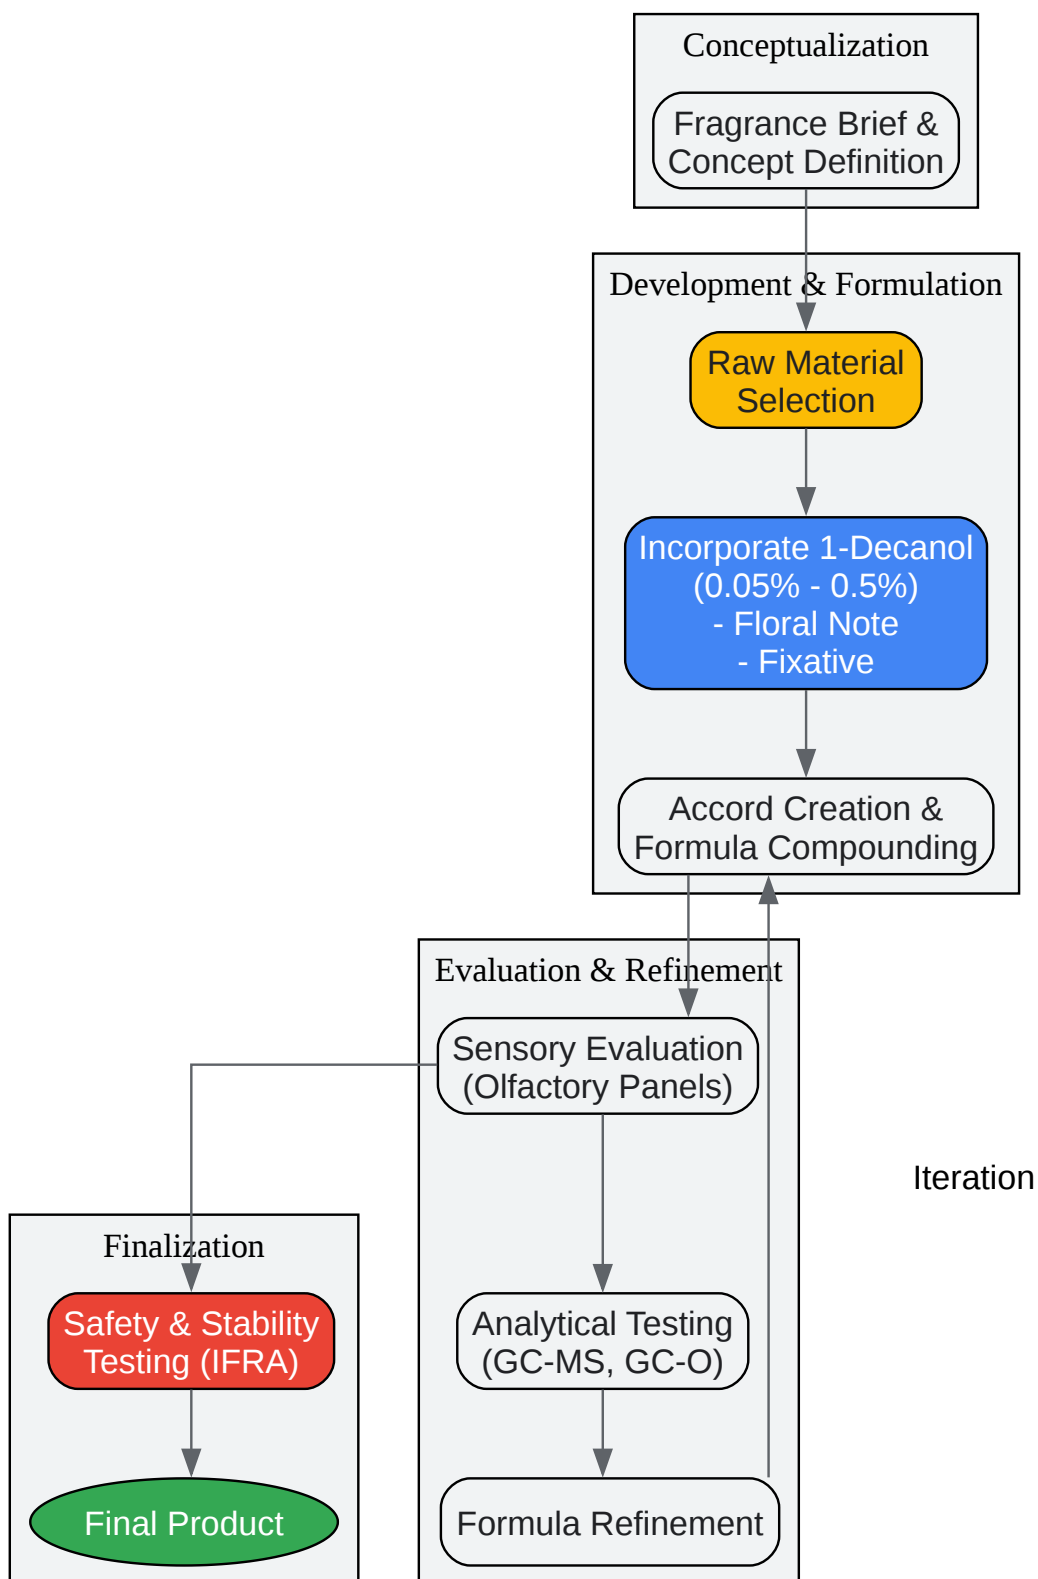 Conceptualization
Fragrance Brief &
Concept Definition
Development & Formulation
Raw Material
Selection
Incorporate 1-Decanol
(0.05% - 0.5%)
- Floral Note
- Fixative
Accord Creation &
Formula Compounding
Evaluation & Refinement
Sensory Evaluation
(Olfactory Panels)
Iteration
Finalization
Safety & Stability
Testing (IFRA)
Analytical Testing
(GC-MS, GC-O)
Final Product
Formula Refinement